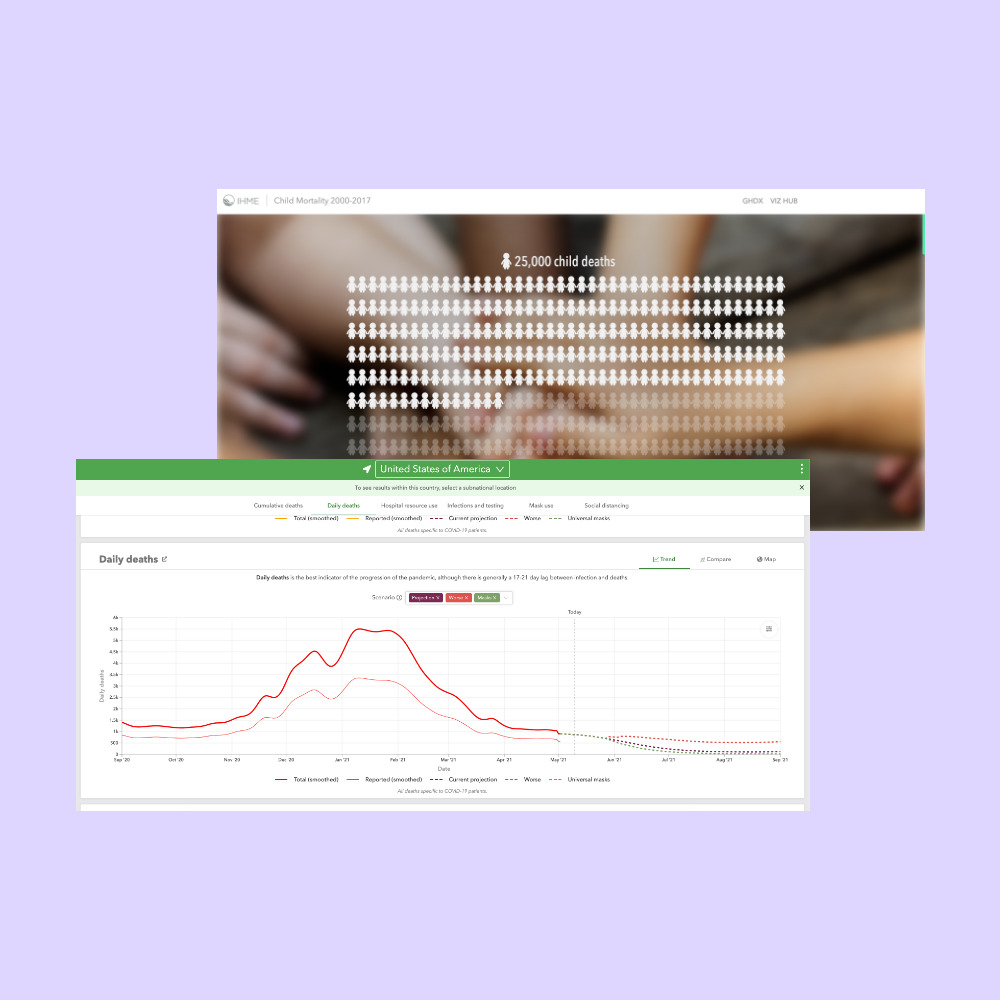 IHME Child Mortality 2000-2017 GHDX VIZ HUB
25,000 child deaths
United States of America
To see results within this country, select a subnational location X
Cumulative deaths Daily deaths Hospital resource use Infections and testing Mask use Social distancing
Total (smoothed) Reported (smoothed) Current projection Worse Universal masks
All deaths specific to COVID-19 patients.
Daily deaths Trend Compare Map
Daily deaths is the best indicator of the progression of the pandemic, although there is generally a 17-21 day lag between infection and deaths.
Scenario Projection X Worse X Masks X
Today
6k
5.5k
5k
4.5k
4k
3.5k
3k
2.5k
2k
1.5k
1k
500
0
Daily deaths
Sep '20 Oct '20 Nov '20 Dec '20 Jan '21 Feb '21 Mar '21 Apr '21 May '21 Jun '21 Jul '21 Aug '21 Sep '21
Date
Total (smoothed) Reported (smoothed) Current projection Worse Universal masks
All deaths specific to COVID-19 patients.